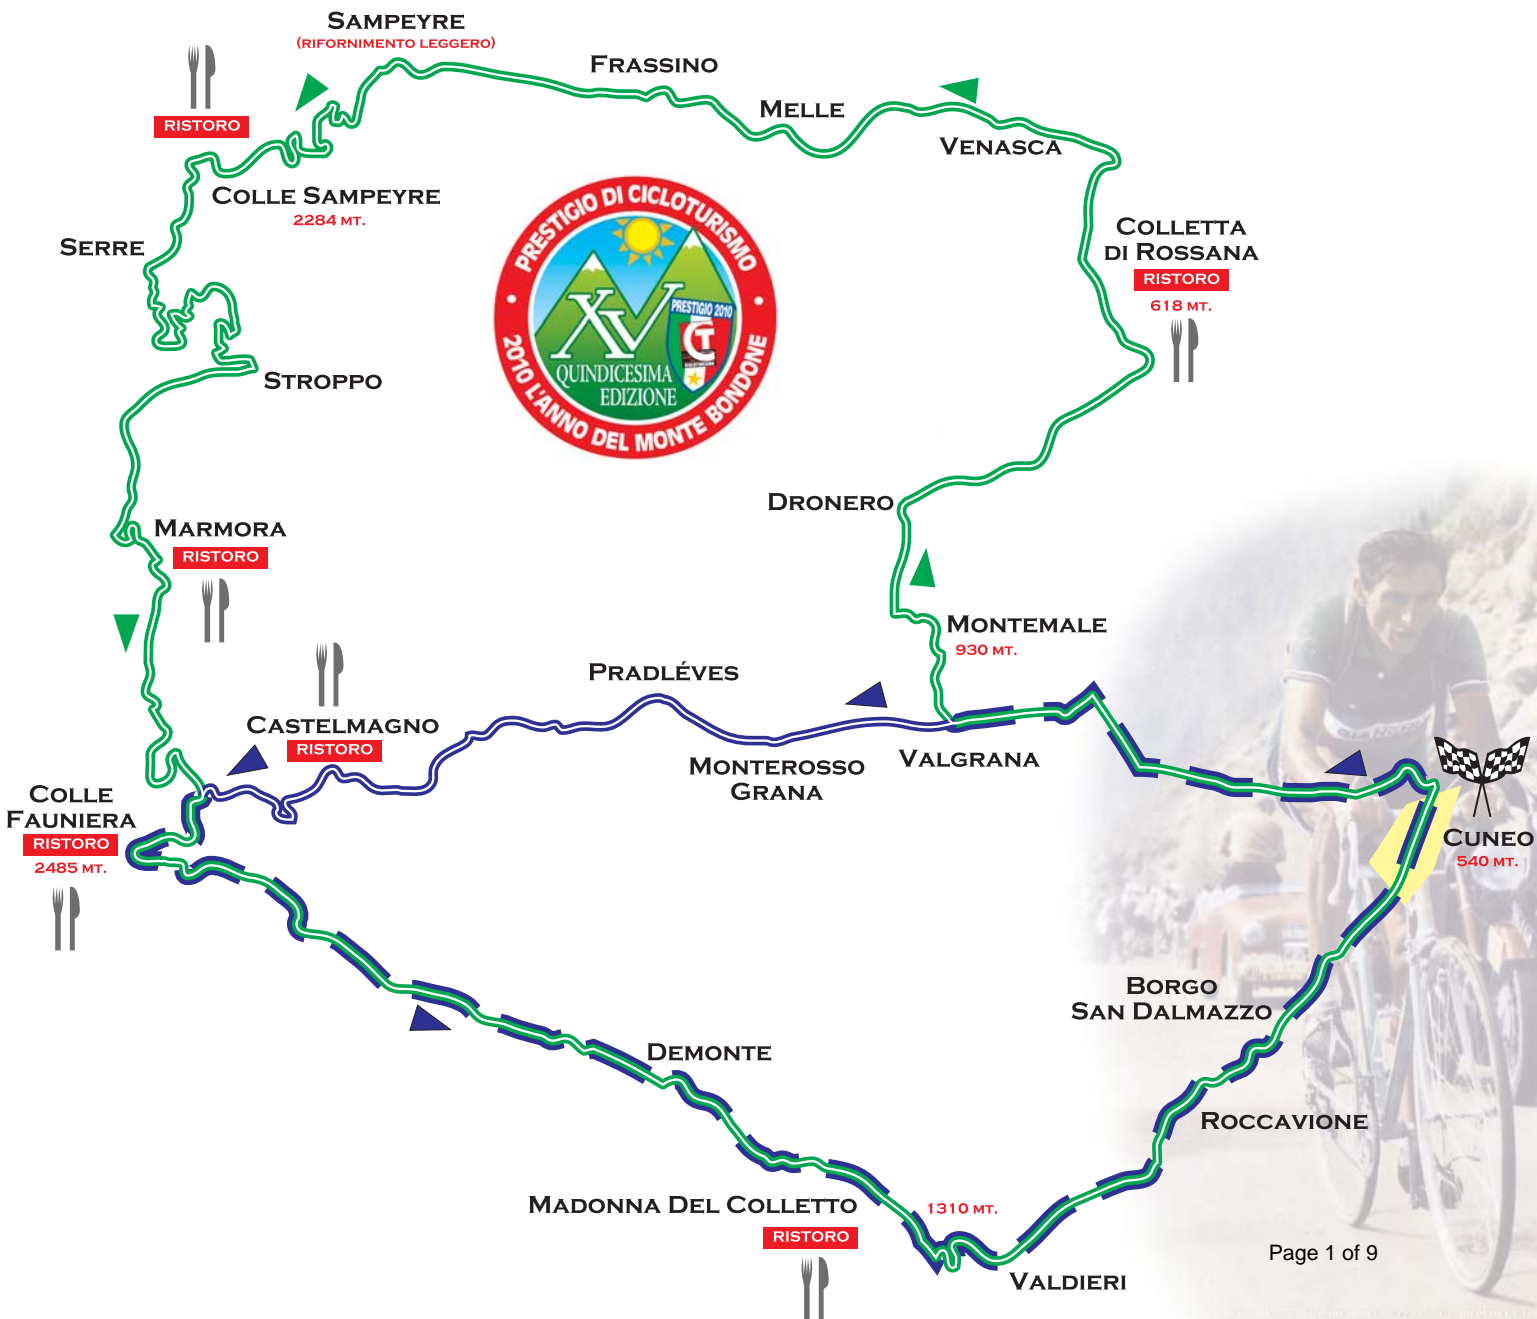 SAMPEYRE
(RIFORNIMENTO LEGGERO)
FRASSINO
MELLE
VENASCA
RISTORO
COLLE SAMPEYRE
2284 MT.
SERRE
COLLETTA
DI ROSSANA
RISTORO
618 MT.
PRESTIGIO DI CICLOTURISMO
XV
PRESTIGIO 2010
CT
QUINDICESIMA
EDIZIONE
2010 L'ANNO DEL MONTE BONDONE
STROPPO
DRONERO
MARMORA
RISTORO
MONTEMALE
930 MT.
PRADLÉVES
CASTELMAGNO
RISTORO
MONTEROSSO
GRANA
VALGRANA
COLLE
FAUNIERA
RISTORO
2485 MT.
CUNEO
540 MT.
BORGO
SAN DALMAZZO
DEMONTE
ROCCAVIONE
MADONNA DEL COLLETTO
1310 MT.
RISTORO
VALDIERI
Page 1 of 9